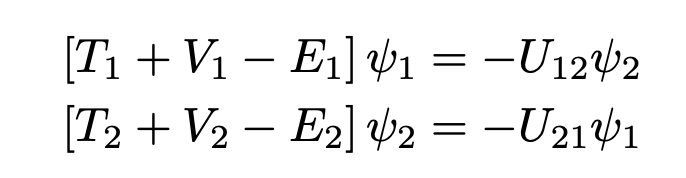 [T₁ + V₁ − E₁] ψ₁ = −U₁₂ψ₂
[T₂ + V₂ − E₂] ψ₂ = −U₂₁ψ₁